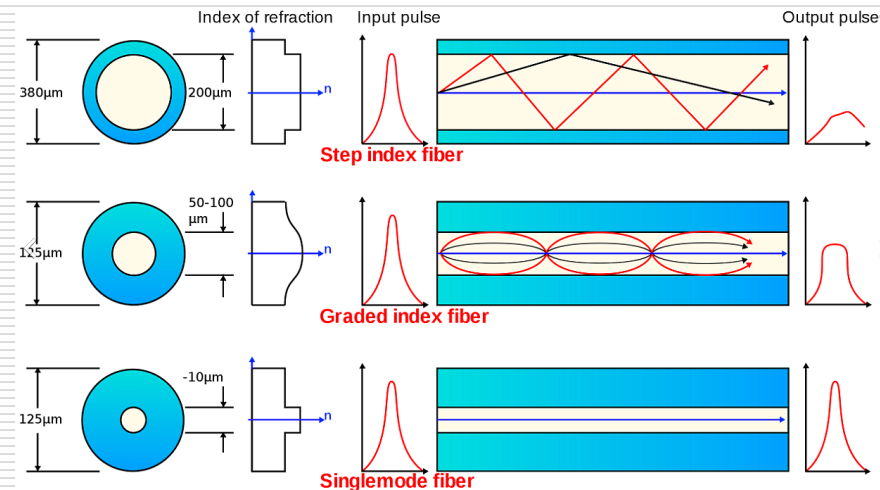 Index of refraction
Input pulse
Output pulse
380µm
200µm
n
Step index fiber
50-100
µm
125µm
n
Graded index fiber
-10µm
125µm
n
Singlemode fiber